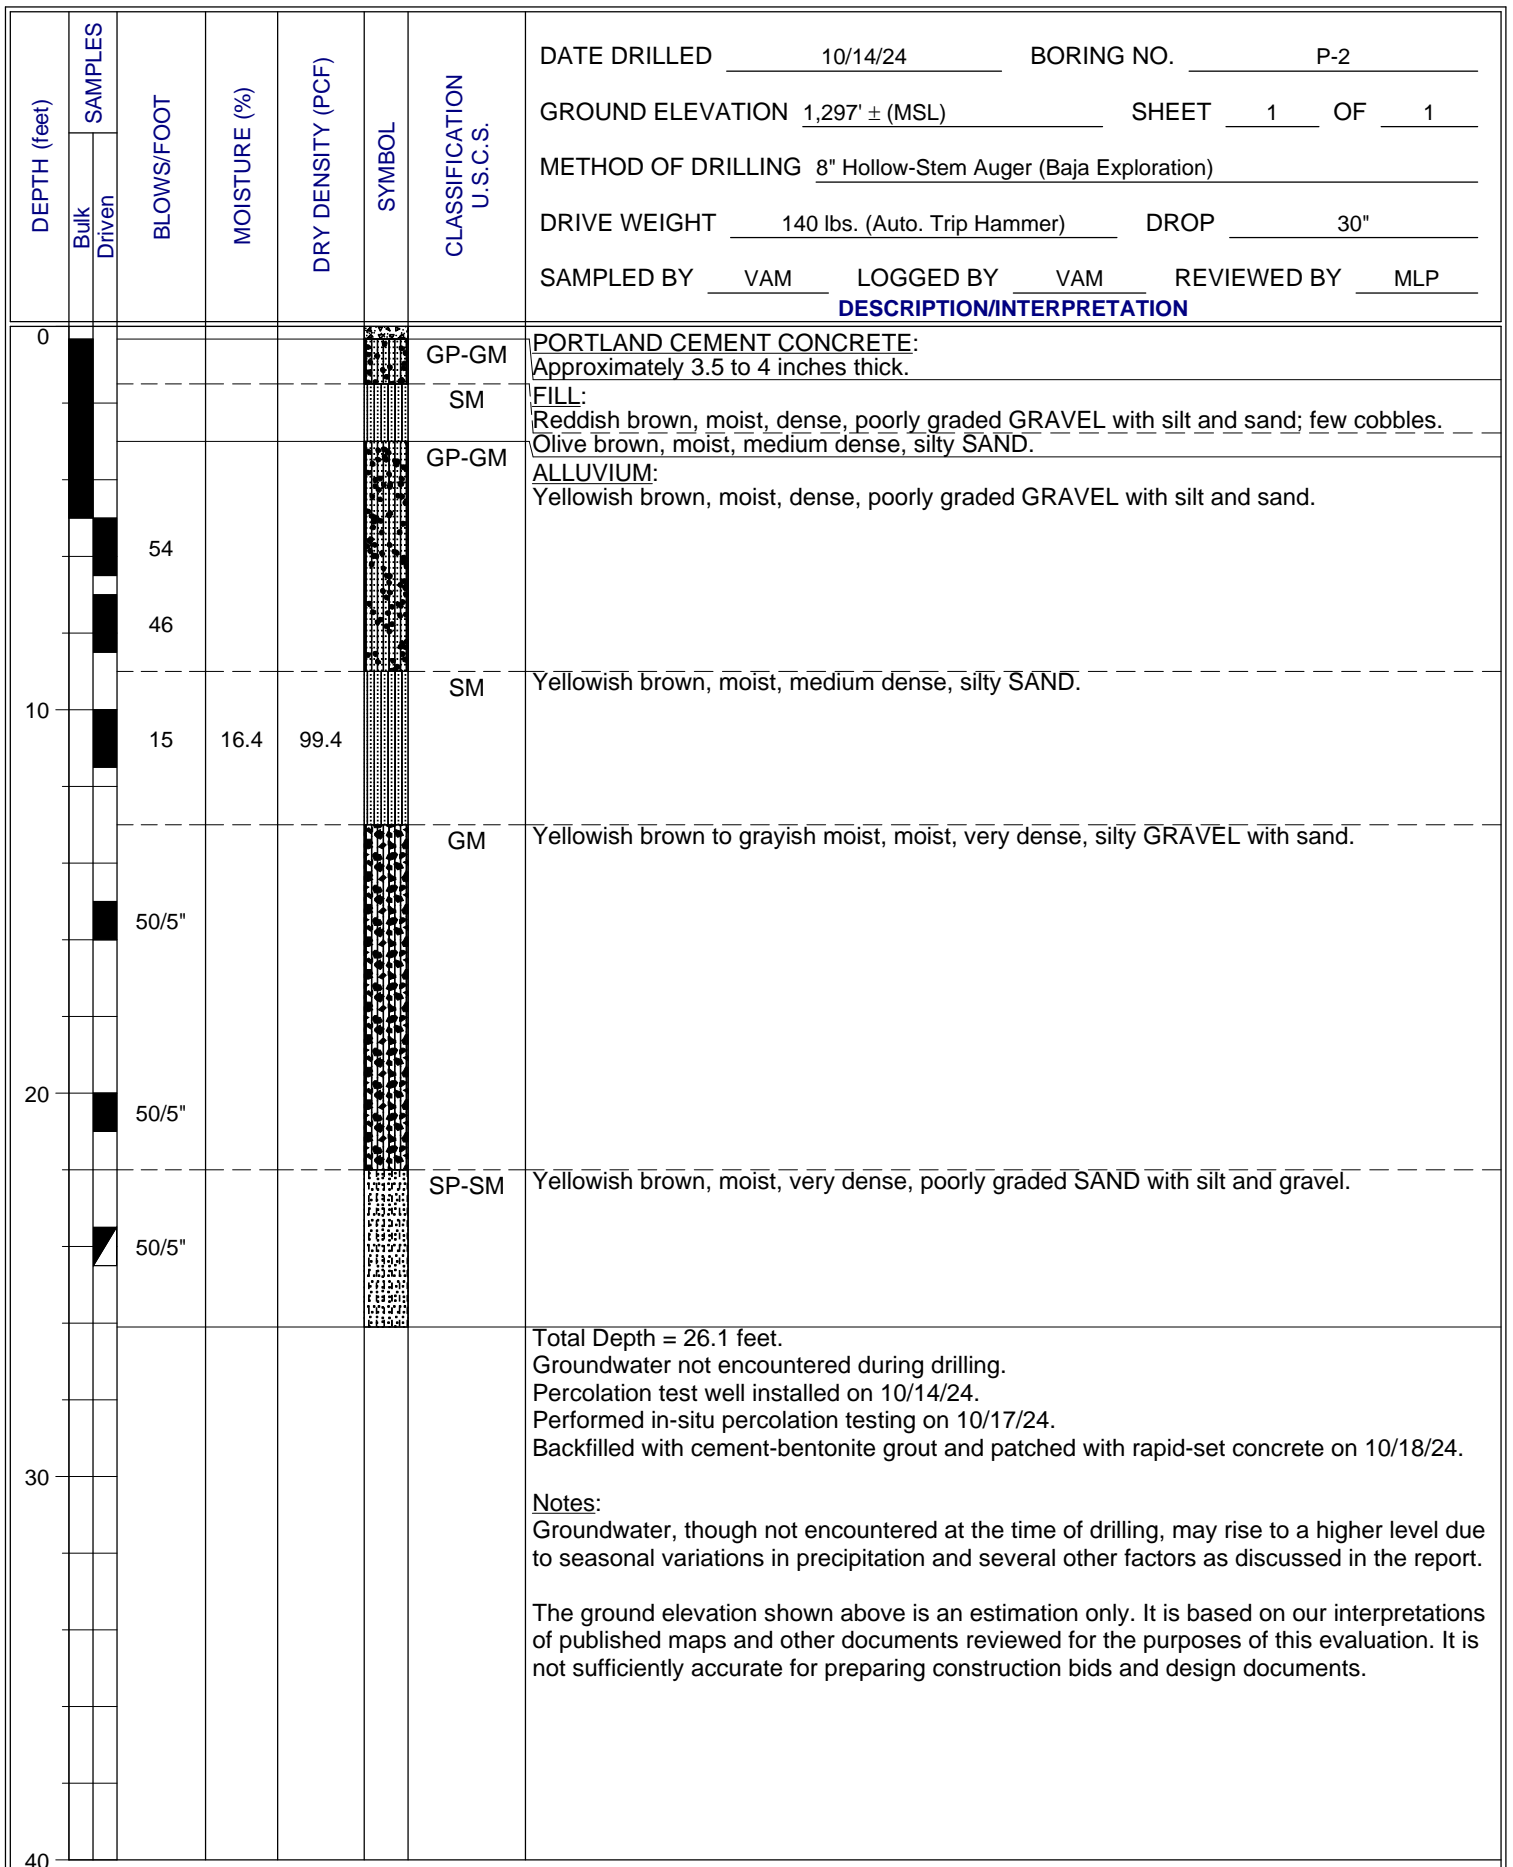 DEPTH (feet)
SAMPLES
Bulk
Driven
BLOWS/FOOT
MOISTURE (%)
DRY DENSITY (PCF)
SYMBOL
CLASSIFICATION
U.S.C.S.
DATE DRILLED 10/14/24 BORING NO. P-2
GROUND ELEVATION 1,297' ± (MSL) SHEET 1 OF 1
METHOD OF DRILLING 8" Hollow-Stem Auger (Baja Exploration)
DRIVE WEIGHT 140 lbs. (Auto. Trip Hammer) DROP 30"
SAMPLED BY VAM LOGGED BY VAM REVIEWED BY MLP
DESCRIPTION/INTERPRETATION
0
GP-GM
PORTLAND CEMENT CONCRETE:
Approximately 3.5 to 4 inches thick.
SM
FILL:
Reddish brown, moist, dense, poorly graded GRAVEL with silt and sand; few cobbles.
Olive brown, moist, medium dense, silty SAND.
GP-GM
ALLUVIUM:
Yellowish brown, moist, dense, poorly graded GRAVEL with silt and sand.
54
46
SM Yellowish brown, moist, medium dense, silty SAND.
10
15 16.4 99.4
GM Yellowish brown to grayish moist, moist, very dense, silty GRAVEL with sand.
50/5"
20 50/5"
SP-SM Yellowish brown, moist, very dense, poorly graded SAND with silt and gravel.
50/5"
Total Depth = 26.1 feet.
Groundwater not encountered during drilling.
Percolation test well installed on 10/14/24.
Performed in-situ percolation testing on 10/17/24.
Backfilled with cement-bentonite grout and patched with rapid-set concrete on 10/18/24.
30
Notes:
Groundwater, though not encountered at the time of drilling, may rise to a higher level due
to seasonal variations in precipitation and several other factors as discussed in the report.
The ground elevation shown above is an estimation only. It is based on our interpretations
of published maps and other documents reviewed for the purposes of this evaluation. It is
not sufficiently accurate for preparing construction bids and design documents.
40